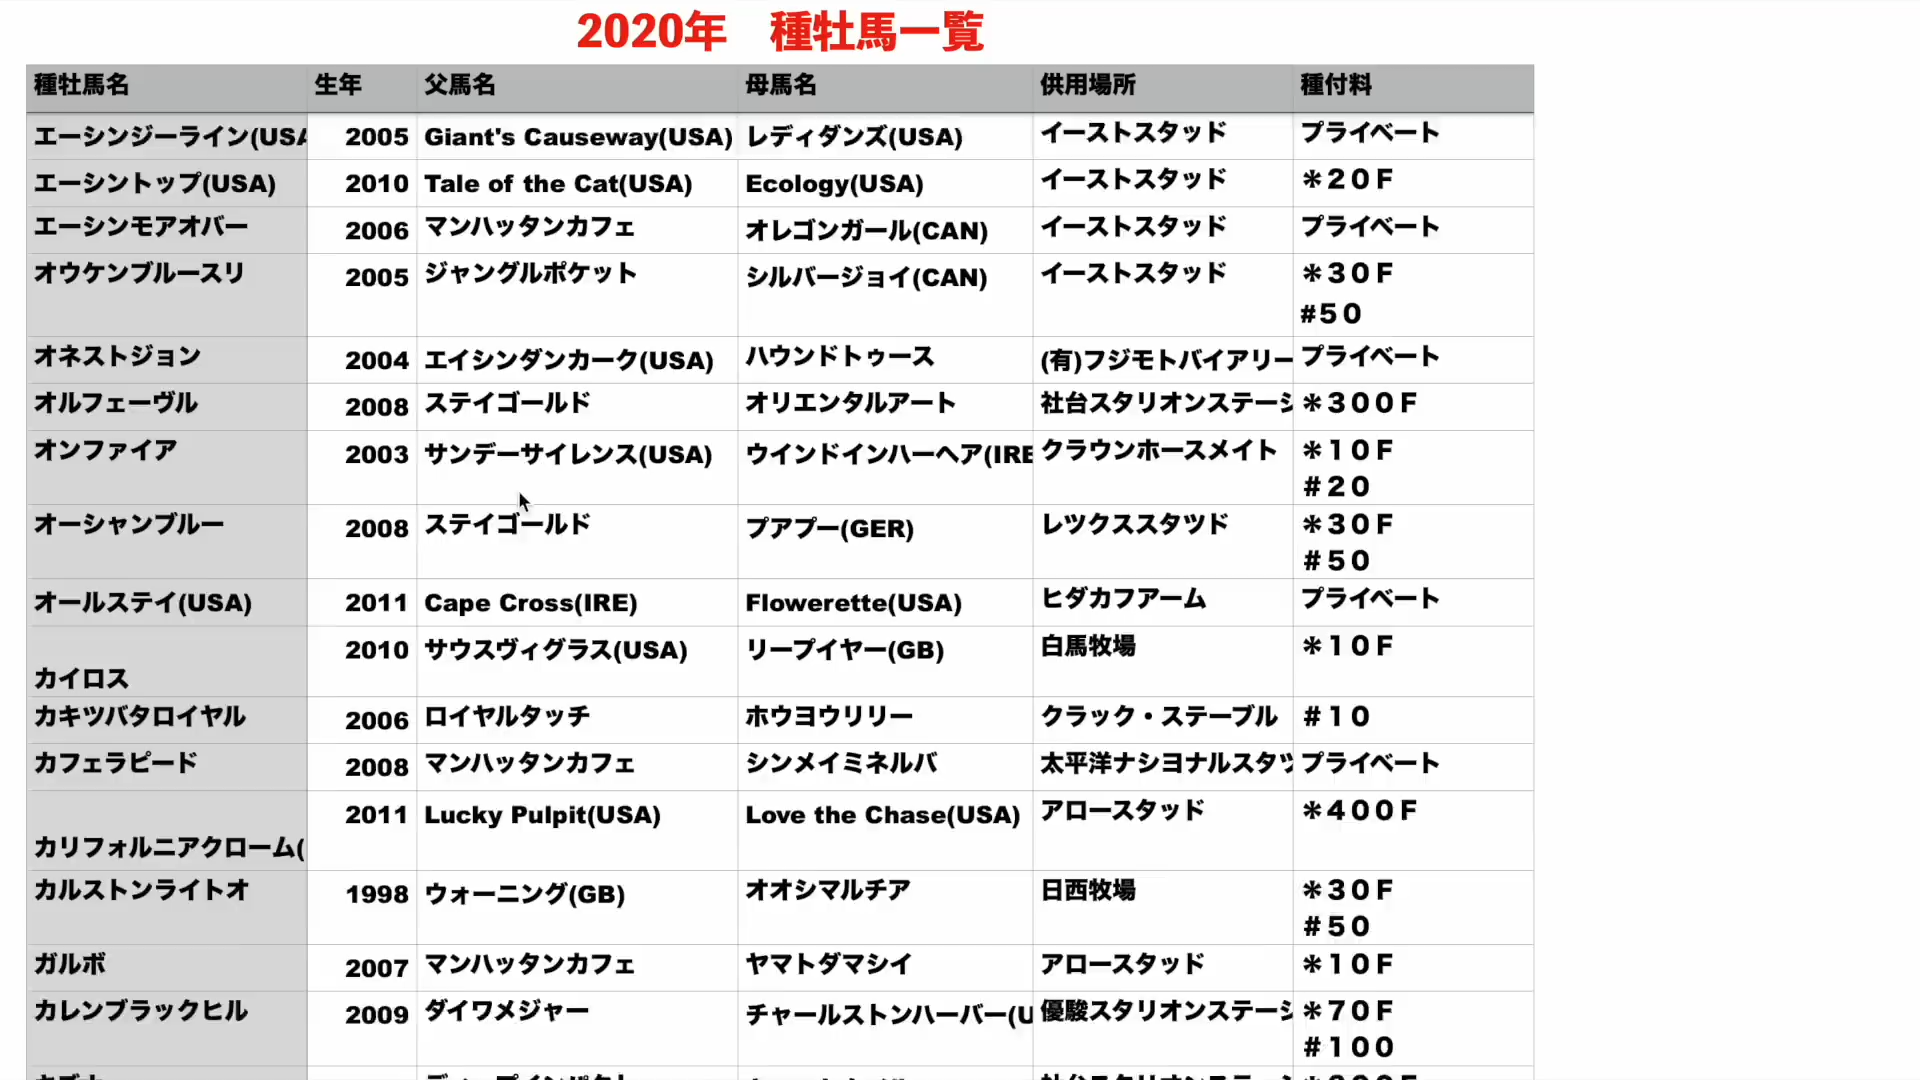 2020年　種牡馬一覧
種牡馬名 生年 父馬名 母馬名 供用場所 種付料
エーシンジーライン(USA 2005 Giant's Causeway(USA) レディダンズ(USA) イーストスタッド プライベート
エーシントップ(USA) 2010 Tale of the Cat(USA) Ecology(USA) イーストスタッド ＊２０Ｆ
エーシンモアオバー 2006 マンハッタンカフェ オレゴンガール(CAN) イーストスタッド プライベート
オウケンブルースリ 2005 ジャングルポケット シルバージョイ(CAN) イーストスタッド ＊３０Ｆ
#５０
オネストジョン 2004 エイシンダンカーク(USA) ハウンドトゥース (有)フジモトバイアリー プライベート
オルフェーヴル 2008 ステイゴールド オリエンタルアート 社台スタリオンステーシ ＊３００Ｆ
オンファイア 2003 サンデーサイレンス(USA) ウインドインハーヘア(IRE クラウンホースメイト ＊１０Ｆ
＃２０
オーシャンブルー 2008 ステイゴールド プアプー(GER) レツクススタツド ＊３０Ｆ
＃５０
オールステイ(USA) 2011 Cape Cross(IRE) Flowerette(USA) ヒダカフアーム プライベート
カイロス 2010 サウスヴィグラス(USA) リープイヤー(GB) 白馬牧場 ＊１０Ｆ
カキツバタロイヤル 2006 ロイヤルタッチ ホウヨウリリー クラック・ステーブル ＃１０
カフェラピード 2008 マンハッタンカフェ シンメイミネルバ 太平洋ナシヨナルスタツ プライベート
カリフォルニアクローム( 2011 Lucky Pulpit(USA) Love the Chase(USA) アロースタッド ＊４００Ｆ
カルストンライトオ 1998 ウォーニング(GB) オオシマルチア 日西牧場 ＊３０Ｆ
＃５０
ガルボ 2007 マンハッタンカフェ ヤマトダマシイ アロースタッド ＊１０Ｆ
カレンブラックヒル 2009 ダイワメジャー チャールストンハーバー(U 優駿スタリオンステーシ ＊７０Ｆ
＃１００